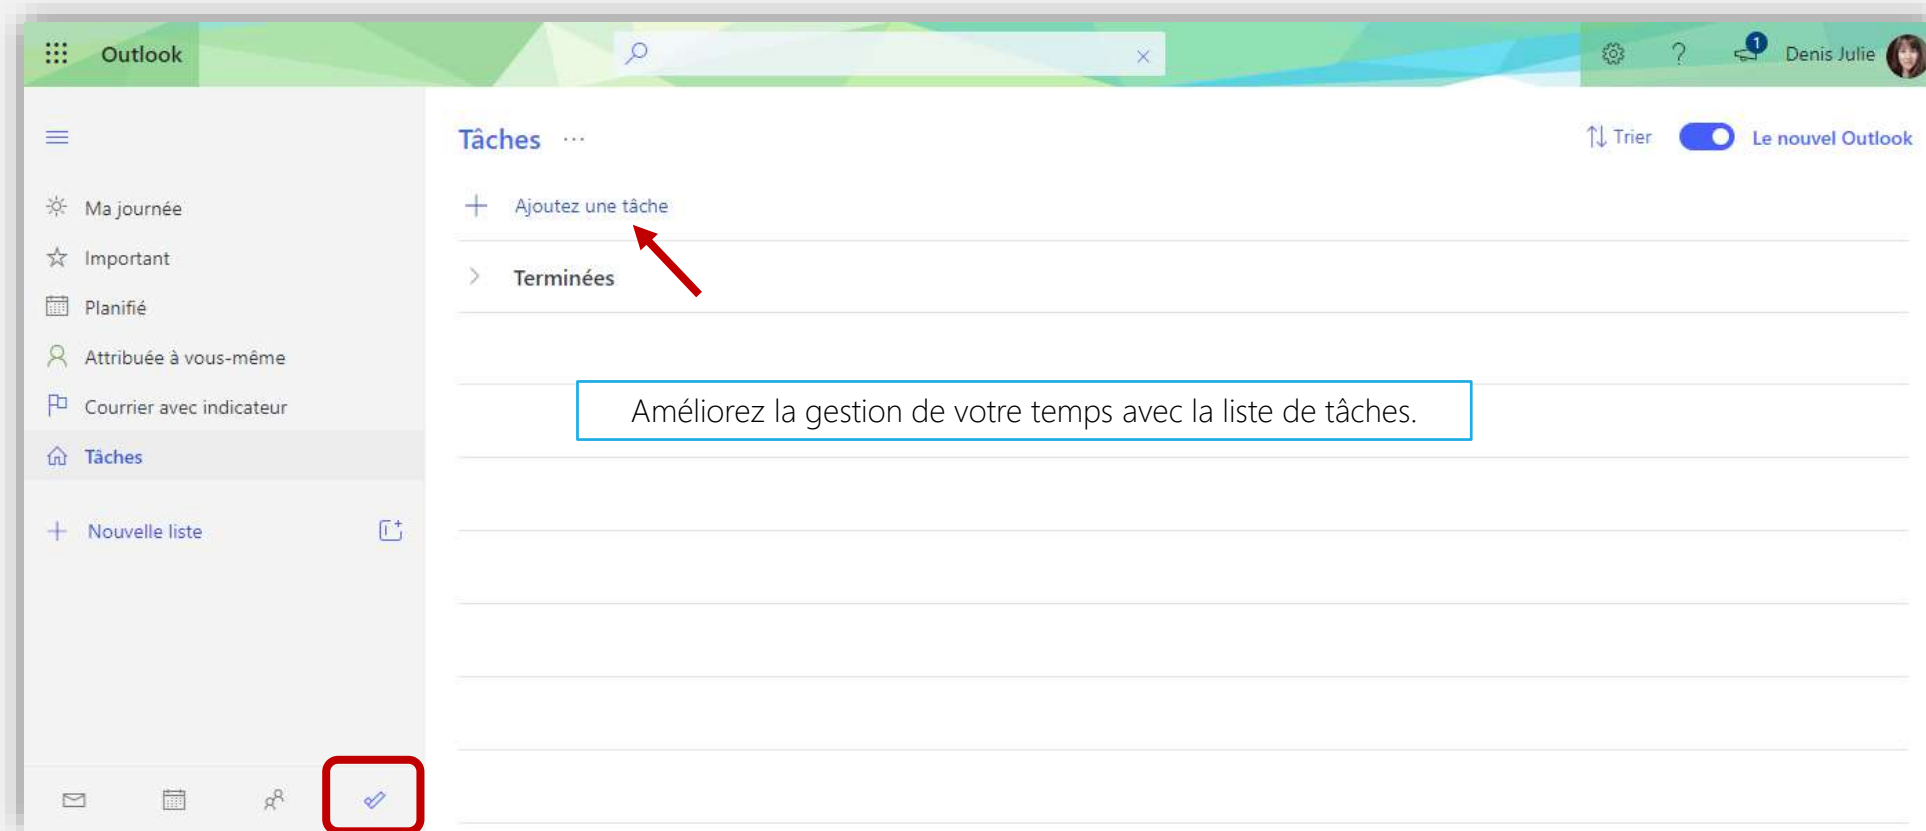 Outlook
1
Denis Julie
Tâches ...
Trier
Le nouvel Outlook
Ma journée
Important
Planifié
Attribuée à vous-même
Courrier avec indicateur
Tâches
Nouvelle liste
Ajoutez une tâche
Terminées
Améliorez la gestion de votre temps avec la liste de tâches.